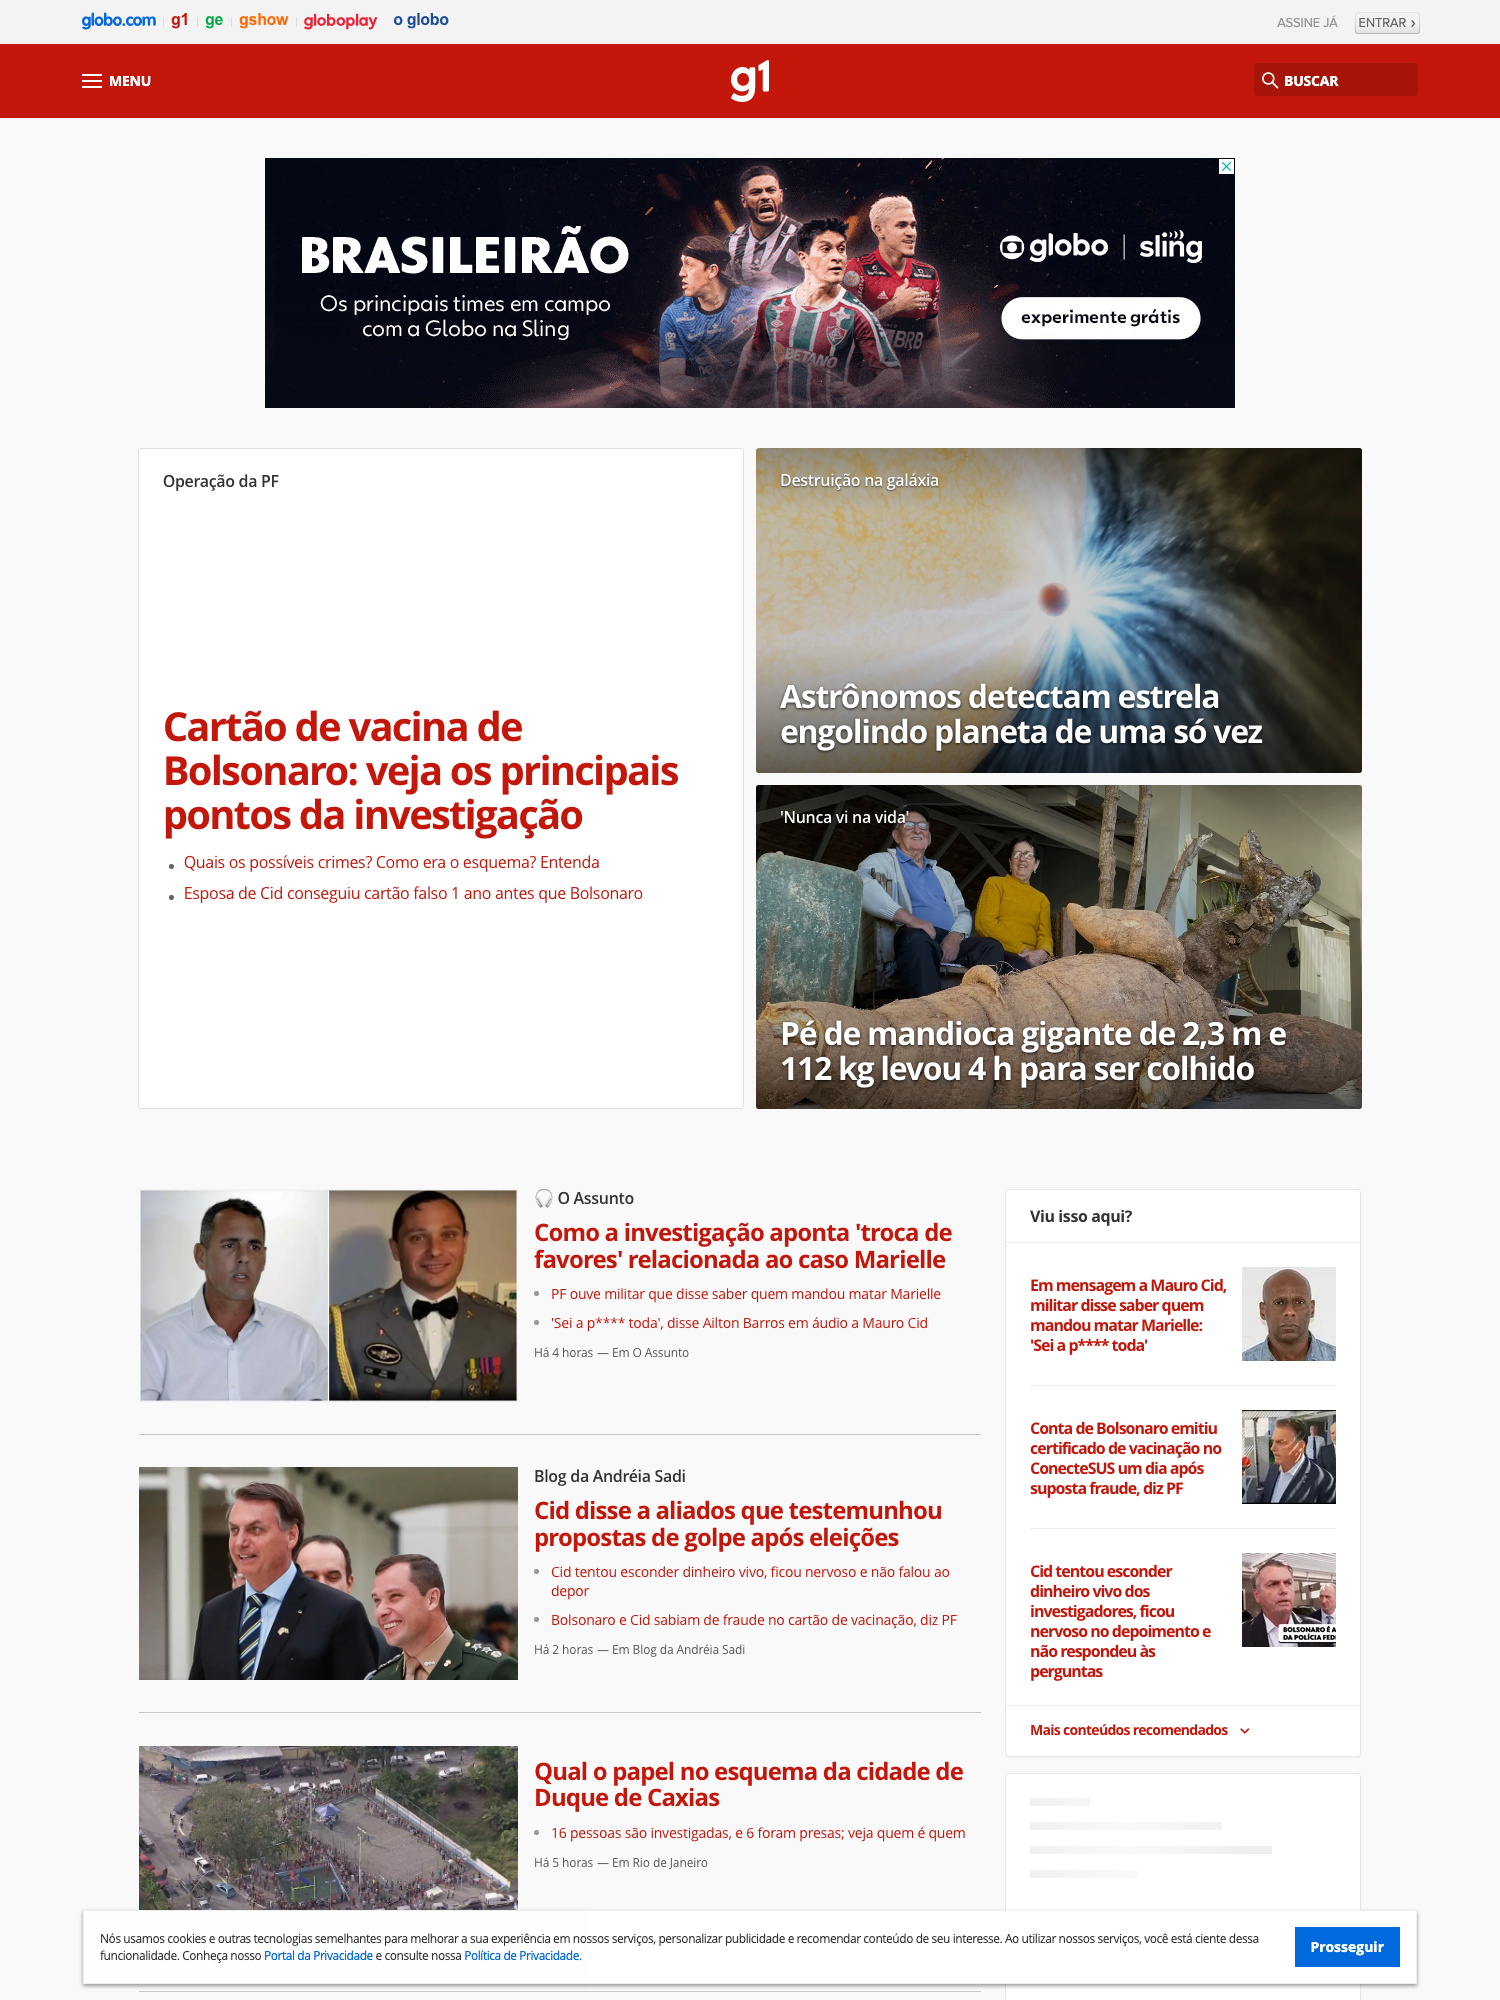 globo.com g1 ge gshow globoplay o globo
ASSINE JÁ ENTRAR ›
MENU
g1
BUSCAR
BRASILEIRÃO
Os principais times em campo
com a Globo na Sling
globo | sling
experimente grátis
BETANO
BRB
Operação da PF
Cartão de vacina de
Bolsonaro: veja os principais
pontos da investigação
Quais os possíveis crimes? Como era o esquema? Entenda
Esposa de Cid conseguiu cartão falso 1 ano antes que Bolsonaro
Destruição na galáxia
Astrônomos detectam estrela
engolindo planeta de uma só vez
'Nunca vi na vida'
Pé de mandioca gigante de 2,3 m e
112 kg levou 4 h para ser colhido
O Assunto
Como a investigação aponta 'troca de
favores' relacionada ao caso Marielle
PF ouve militar que disse saber quem mandou matar Marielle
'Sei a p**** toda', disse Ailton Barros em áudio a Mauro Cid
Há 4 horas — Em O Assunto
Blog da Andréia Sadi
Cid disse a aliados que testemunhou
propostas de golpe após eleições
Cid tentou esconder dinheiro vivo, ficou nervoso e não falou ao
depor
Bolsonaro e Cid sabiam de fraude no cartão de vacinação, diz PF
Há 2 horas — Em Blog da Andréia Sadi
Qual o papel no esquema da cidade de
Duque de Caxias
16 pessoas são investigadas, e 6 foram presas; veja quem é quem
Há 5 horas — Em Rio de Janeiro
Viu isso aqui?
Em mensagem a Mauro Cid,
militar disse saber quem
mandou matar Marielle:
'Sei a p**** toda'
Conta de Bolsonaro emitiu
certificado de vacinação no
ConecteSUS um dia após
suposta fraude, diz PF
Cid tentou esconder
dinheiro vivo dos
investigadores, ficou
nervoso no depoimento e
não respondeu às
perguntas
BOLSONARO É A
DA POLÍCIA FED
Mais conteúdos recomendados
Nós usamos cookies e outras tecnologias semelhantes para melhorar a sua experiência em nossos serviços, personalizar publicidade e recomendar conteúdo de seu interesse. Ao utilizar nossos serviços, você está ciente dessa
funcionalidade. Conheça nosso Portal da Privacidade e consulte nossa Política de Privacidade.
Prosseguir